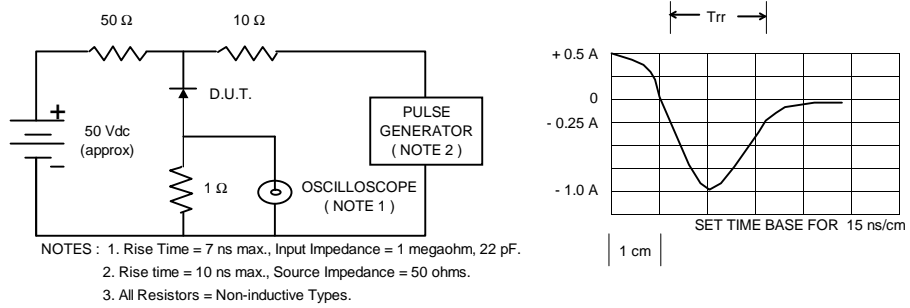 50 Ω
10 Ω
D.U.T.
+
50 Vdc
(approx)
−
1 Ω
PULSE
GENERATOR
( NOTE 2 )
OSCILLOSCOPE
( NOTE 1 )
Trr
+ 0.5 A
0
- 0.25 A
- 1.0 A
SET TIME BASE FOR 15 ns/cm
1 cm
NOTES : 1. Rise Time = 7 ns max., Input Impedance = 1 megaohm, 22 pF.
2. Rise time = 10 ns max., Source Impedance = 50 ohms.
3. All Resistors = Non-inductive Types.